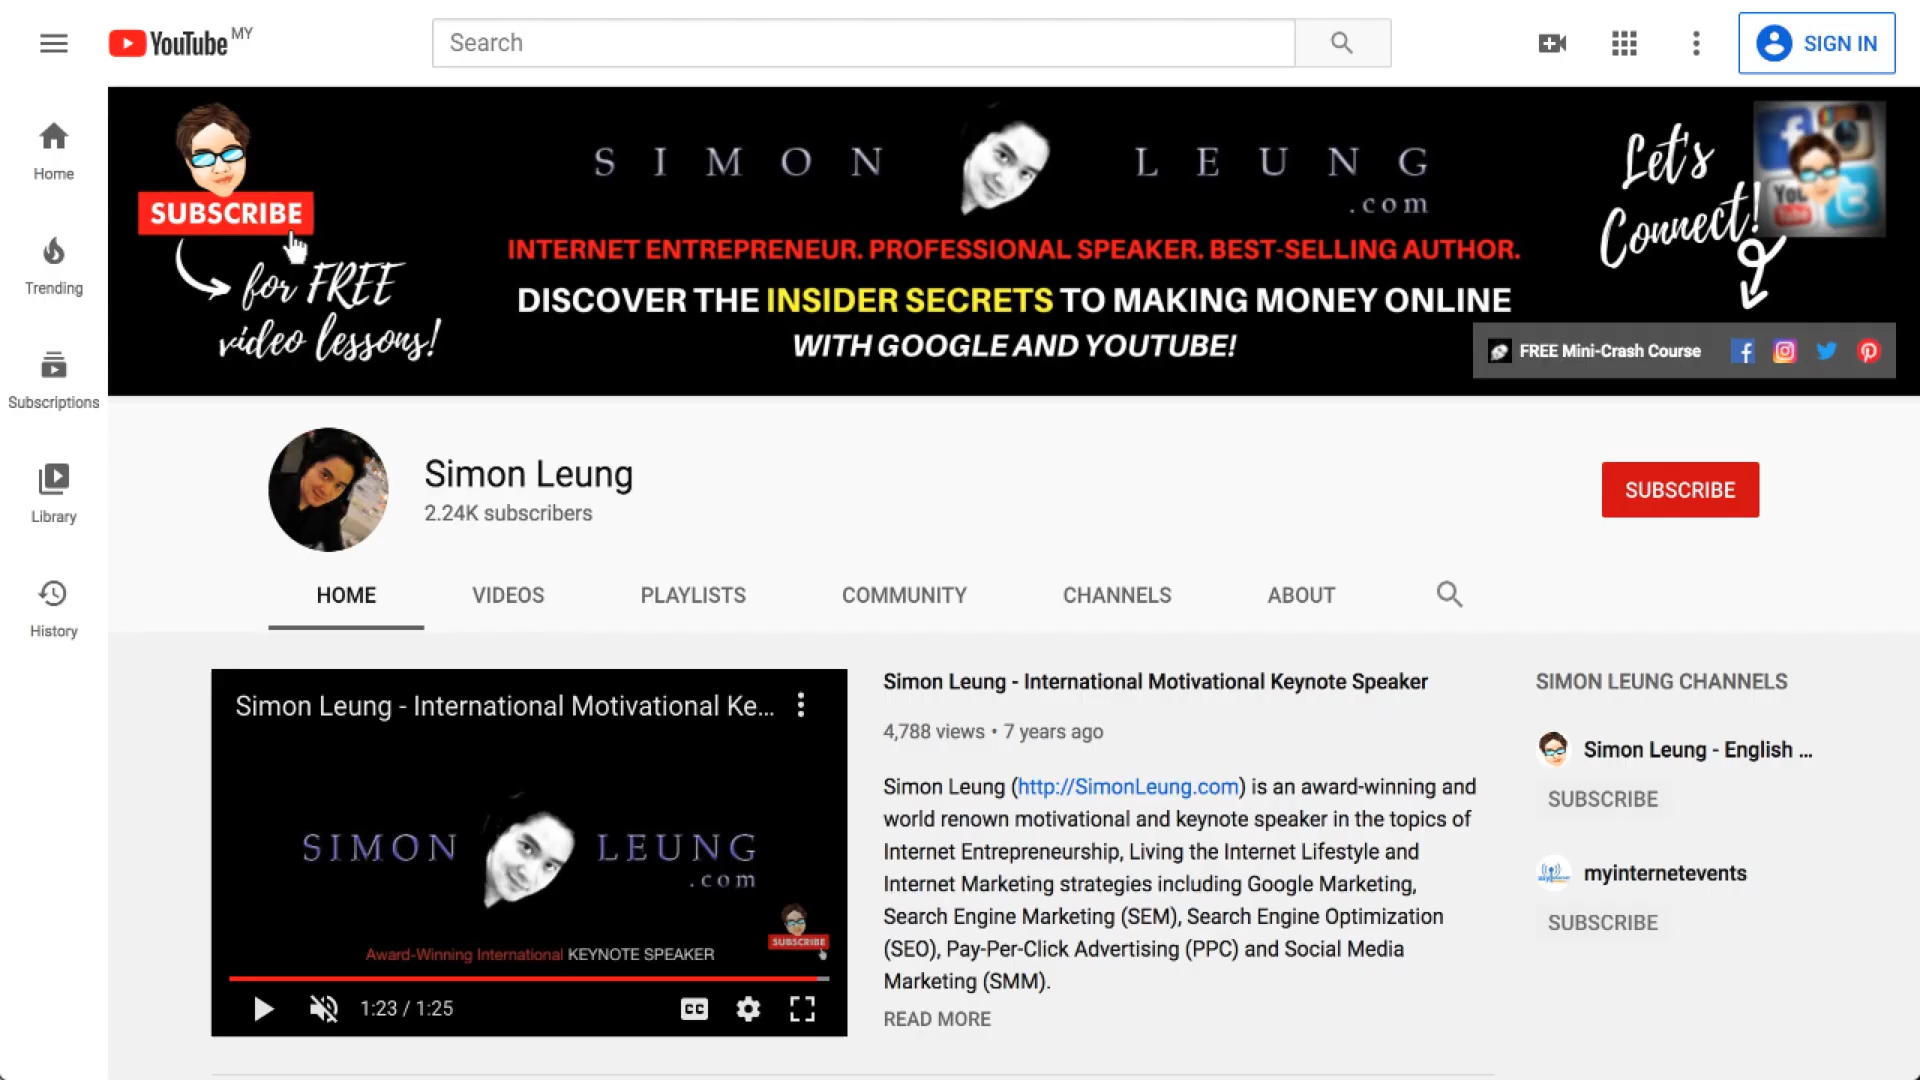 YouTube MY
Search
SIGN IN
Home
Trending
Subscriptions
Library
History
SUBSCRIBE
for FREE
video lessons!
SIMON LEUNG
.com
INTERNET ENTREPRENEUR. PROFESSIONAL SPEAKER. BEST-SELLING AUTHOR.
DISCOVER THE INSIDER SECRETS TO MAKING MONEY ONLINE
WITH GOOGLE AND YOUTUBE!
Let's
Connect!
You
Tube
FREE Mini-Crash Course
Simon Leung
2.24K subscribers
SUBSCRIBE
HOME VIDEOS PLAYLISTS COMMUNITY CHANNELS ABOUT
Simon Leung - International Motivational Ke...
SIMON LEUNG
.com
SUBSCRIBE
Award-Winning International KEYNOTE SPEAKER
1:23 / 1:25
CC
Simon Leung - International Motivational Keynote Speaker
4,788 views • 7 years ago
Simon Leung (http://SimonLeung.com) is an award-winning and
world renown motivational and keynote speaker in the topics of
Internet Entrepreneurship, Living the Internet Lifestyle and
Internet Marketing strategies including Google Marketing,
Search Engine Marketing (SEM), Search Engine Optimization
(SEO), Pay-Per-Click Advertising (PPC) and Social Media
Marketing (SMM).
READ MORE
SIMON LEUNG CHANNELS
Simon Leung - English ...
SUBSCRIBE
myinternetevents
SUBSCRIBE